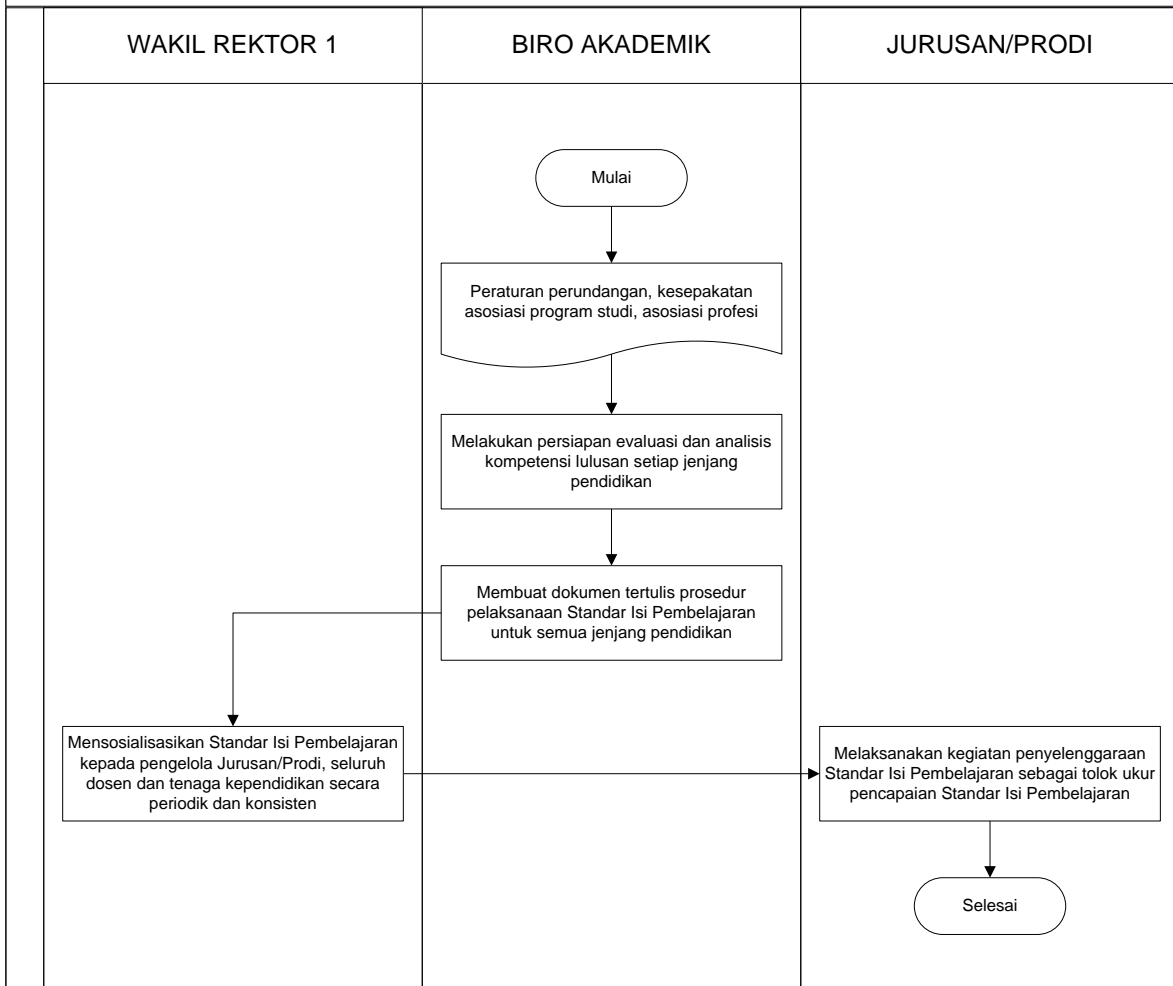 WAKIL REKTOR 1
BIRO AKADEMIK
JURUSAN/PRODI
Mulai
Peraturan perundangan, kesepakatan
asosiasi program studi, asosiasi profesi
Melakukan persiapan evaluasi dan analisis
kompetensi lulusan setiap jenjang
pendidikan
Membuat dokumen tertulis prosedur
pelaksanaan Standar Isi Pembelajaran
untuk semua jenjang pendidikan
Mensosialisasikan Standar Isi Pembelajaran
kepada pengelola Jurusan/Prodi, seluruh
dosen dan tenaga kependidikan secara
periodik dan konsisten
Melaksanakan kegiatan penyelenggaraan
Standar Isi Pembelajaran sebagai tolok ukur
pencapaian Standar Isi Pembelajaran
Selesai